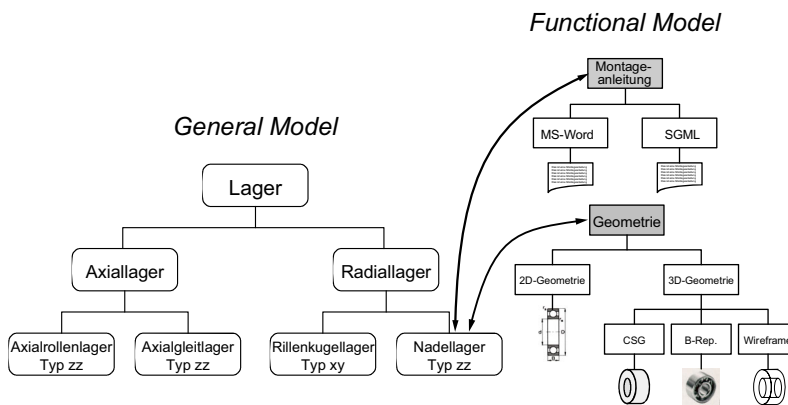 Functional Model
Montage-
anleitung
MS-Word
SGML
General Model
Lager
Geometrie
Axiallager
Radiallager
2D-Geometrie
3D-Geometrie
Axialrollenlager
Typ zz
Axialgleitlager
Typ zz
Rillenkugellager
Typ xy
Nadellager
Typ zz
CSG
B-Rep.
Wireframe